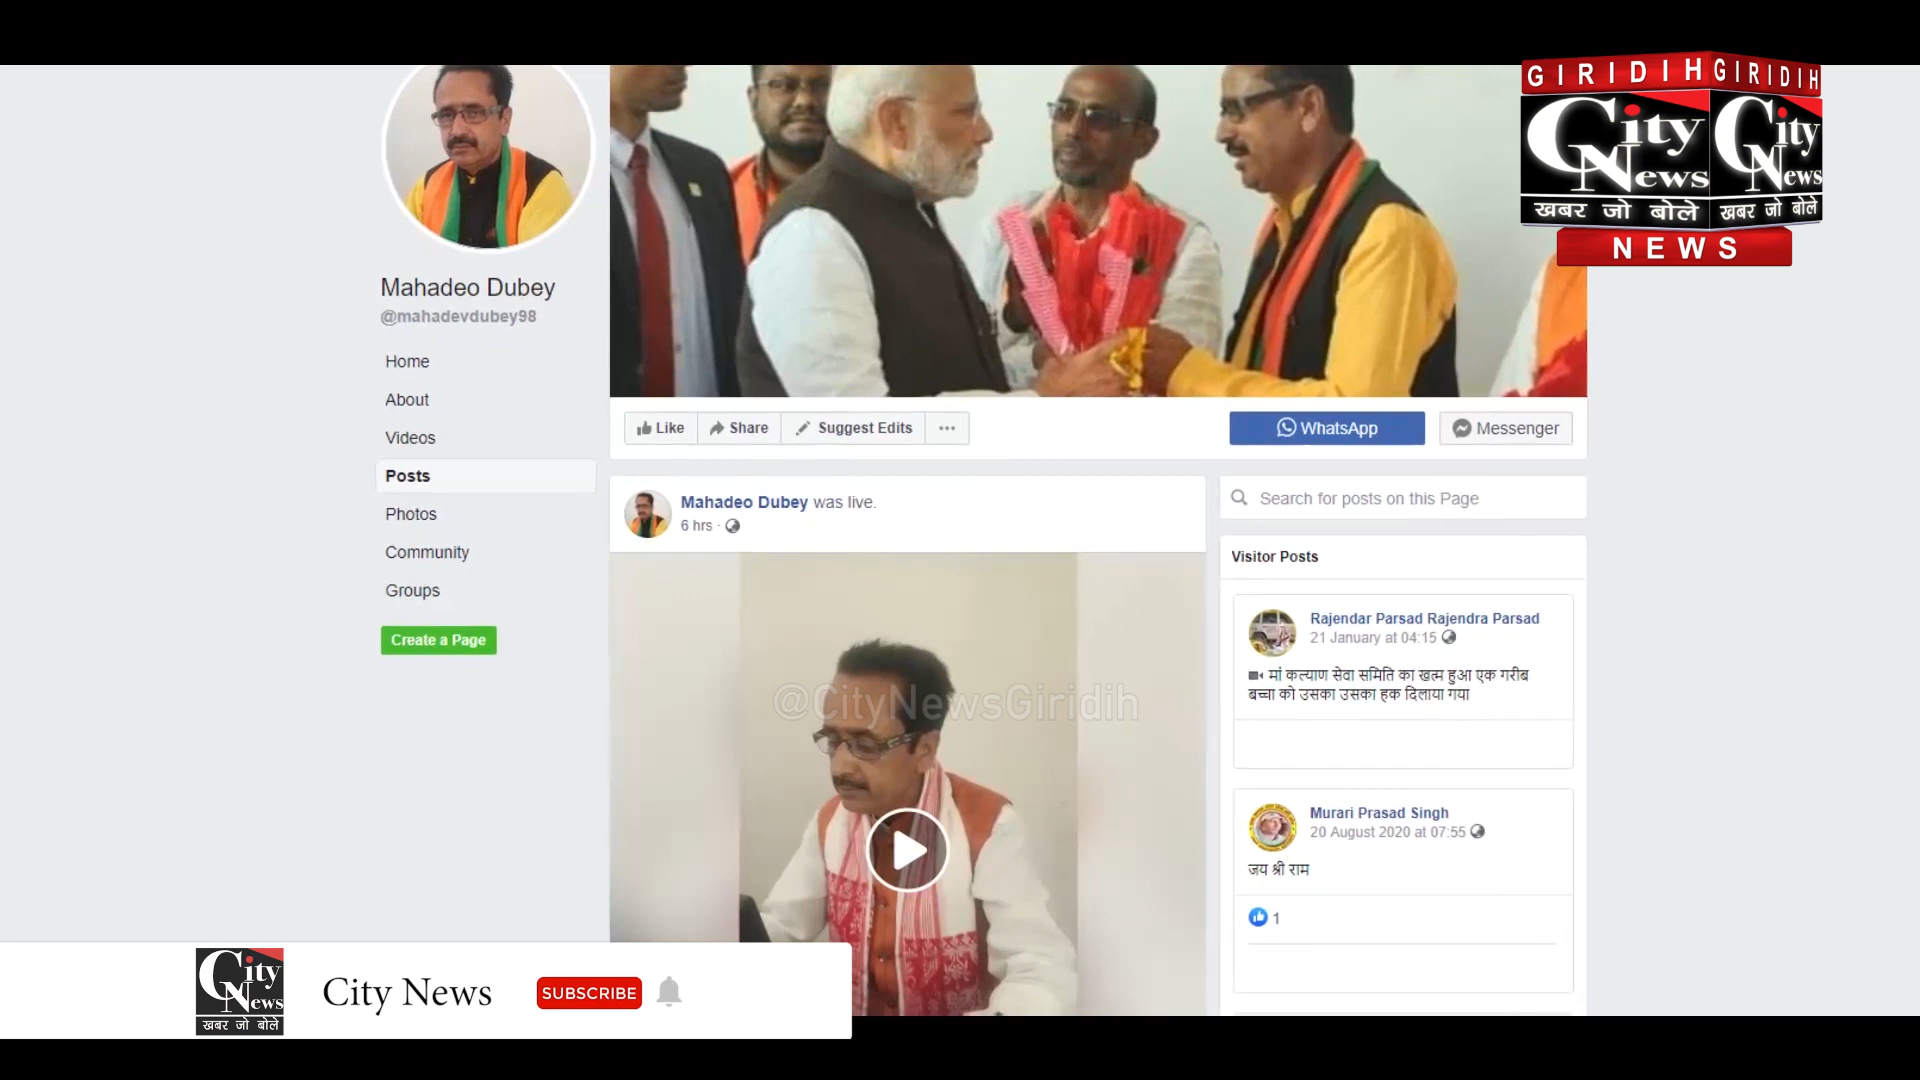 GIRIDIH GIRIDIH
City News City News
ख़बर जो बोले ख़बर जो बोले
NEWS
Mahadeo Dubey
@mahadevdubey98
Home
About
Videos
Posts
Photos
Community
Groups
Create a Page
Like Share Suggest Edits ...
WhatsApp Messenger
Mahadeo Dubey was live.
6 hrs ·
@CityNewsGiridih
Search for posts on this Page
Visitor Posts
Rajendar Parsad Rajendra Parsad
21 January at 04:15
मां कल्याण सेवा समिति का खत्म हुआ एक गरीब
बच्चा को उसका उसका हक दिलाया गया
Murari Prasad Singh
20 August 2020 at 07:55
जय श्री राम
1
City News
ख़बर जो बोले
City News SUBSCRIBE